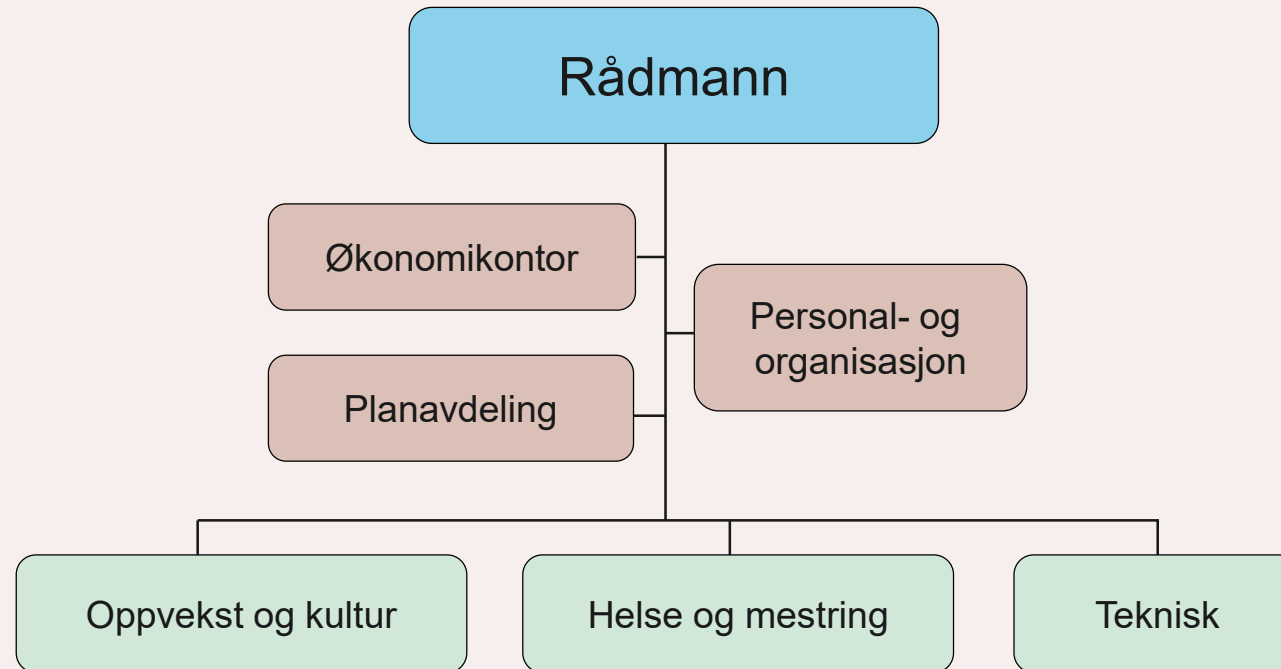 Rådmann
Økonomikontor
Personal- og
organisasjon
Planavdeling
Oppvekst og kultur
Helse og mestring
Teknisk